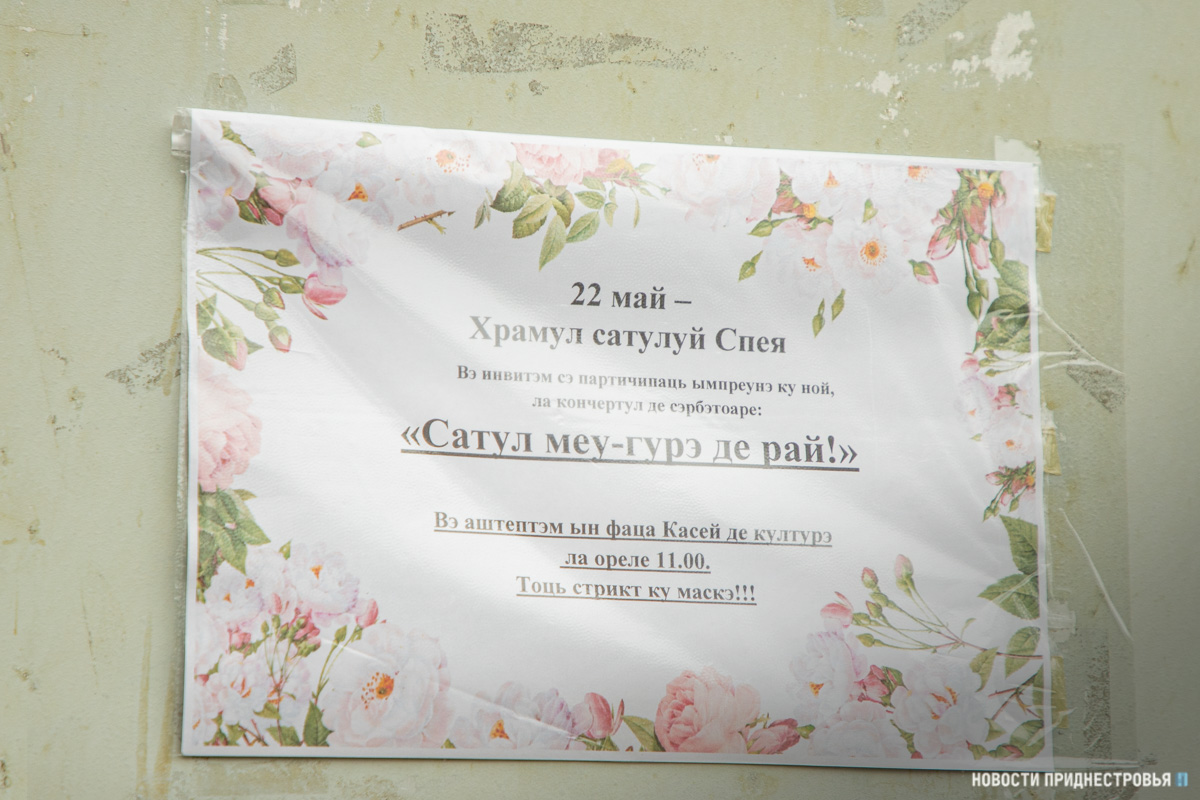 22 май –
Храмул сатулуй Спея
Вэ инвитэм сэ партичипаць ымпреунэ ку ной,
ла кончертул де сэрбэтоаре:
«Сатул меу-гурэ де рай!»
Вэ аштептэм ын фаца Касей де културэ
ла ореле 11.00.
Тоць стрикт ку маскэ!!!
НОВОСТИ ПРИДНЕСТРОВЬЯ